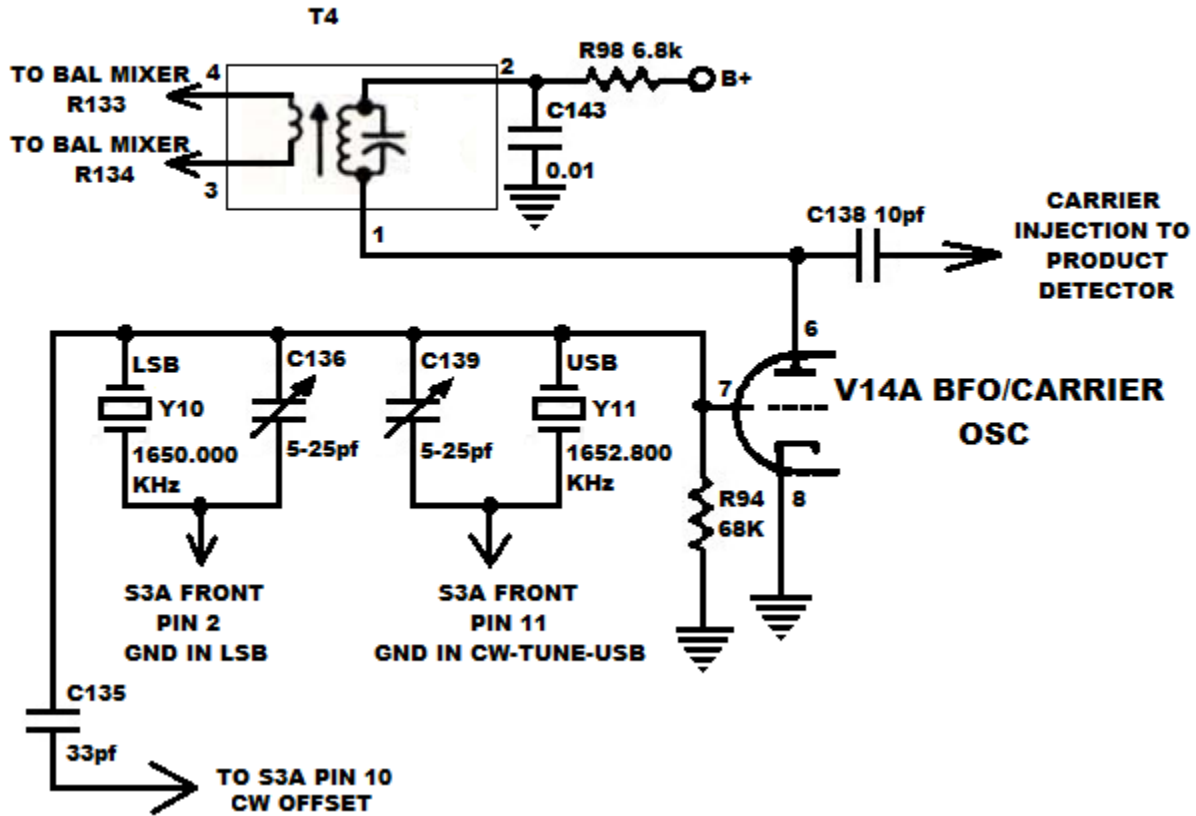 T4
R98 6.8k
TO BAL MIXER
R133
4
2
B+
C143
TO BAL MIXER
R134
3
0.01
1
C138 10pf
CARRIER
INJECTION TO
PRODUCT
DETECTOR
6
LSB
C136
C139
USB
7
V14A BFO/CARRIER
OSC
Y10
Y11
5-25pf
5-25pf
1650.000
KHz
1652.800
KHz
R94
68K
8
S3A FRONT
PIN 2
GND IN LSB
S3A FRONT
PIN 11
GND IN CW-TUNE-USB
C135
33pf
TO S3A PIN 10
CW OFFSET